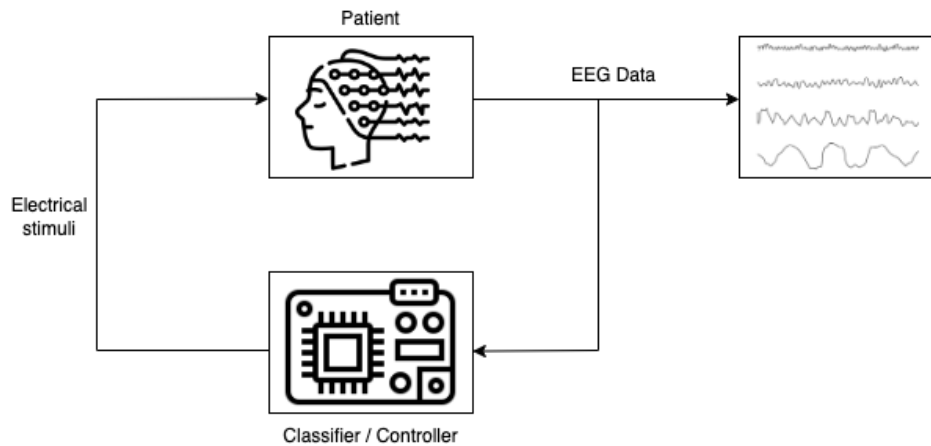 Patient
EEG Data
Electrical
stimuli
Classifier / Controller